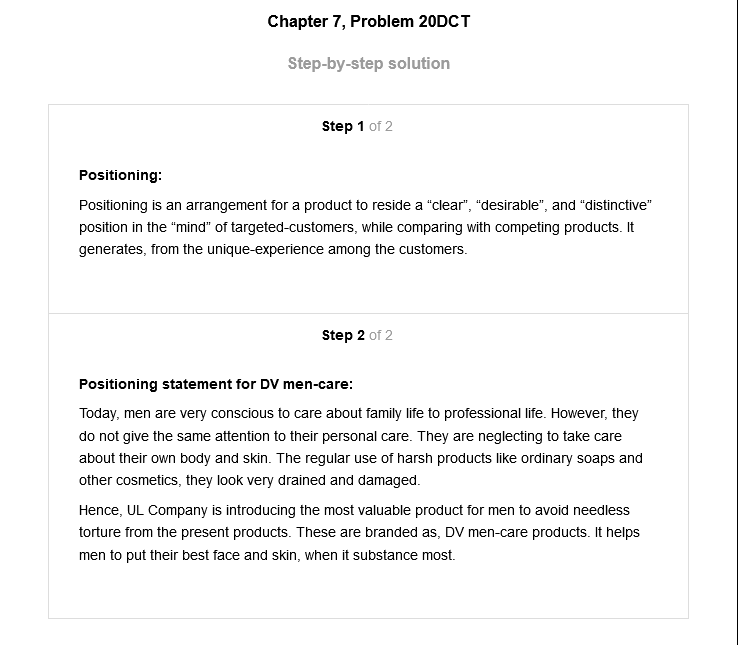 Chapter 7, Problem 20DCT
Step-by-step solution
Step 1 of 2
Positioning:
Positioning is an arrangement for a product to reside a “clear”, “desirable”, and “distinctive”
position in the “mind” of targeted-customers, while comparing with competing products. It
generates, from the unique-experience among the customers.
Step 2 of 2
Positioning statement for DV men-care:
Today, men are very conscious to care about family life to professional life. However, they
do not give the same attention to their personal care. They are neglecting to take care
about their own body and skin. The regular use of harsh products like ordinary soaps and
other cosmetics, they look very drained and damaged.
Hence, UL Company is introducing the most valuable product for men to avoid needless
torture from the present products. These are branded as, DV men-care products. It helps
men to put their best face and skin, when it substance most.